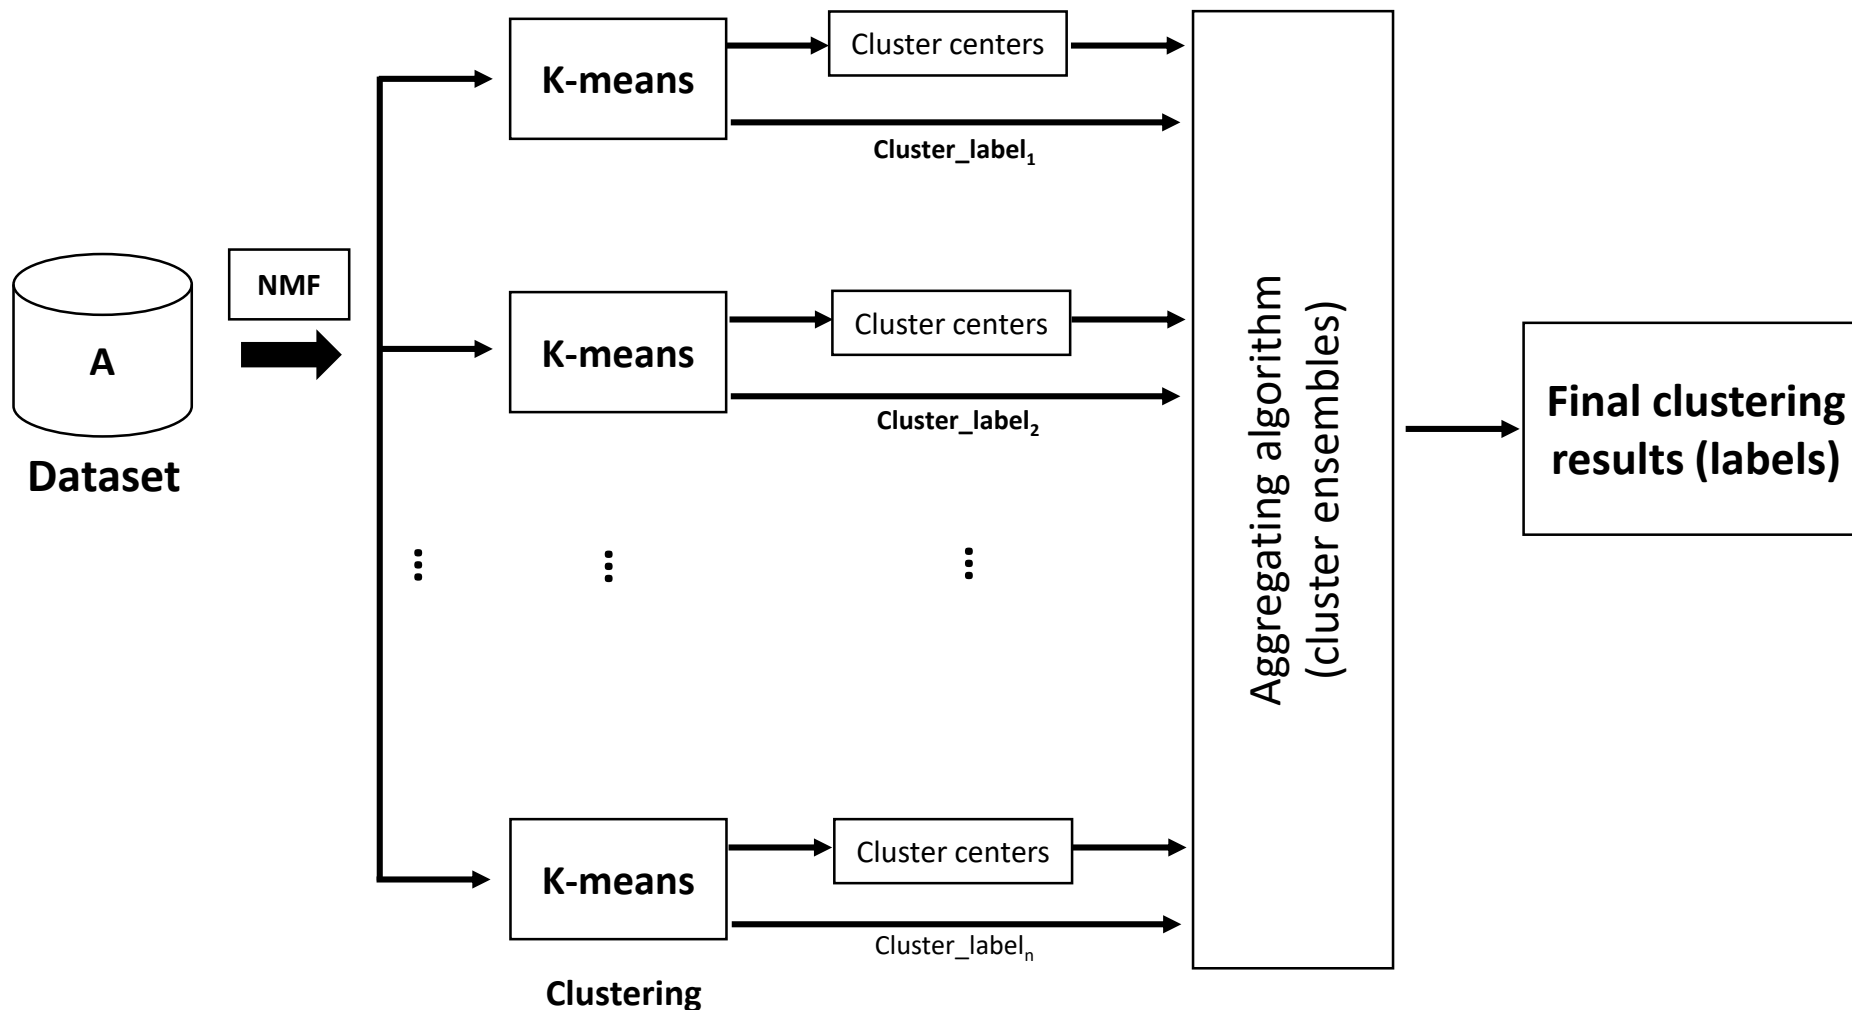 K-means
Cluster centers
Cluster_label₁
NMF
A
Dataset
K-means
Cluster centers
Cluster_label₂
Aggregating algorithm
(cluster ensembles)
Final clustering
results (labels)
...
...
...
K-means
Cluster centers
Cluster_labelₙ
Clustering